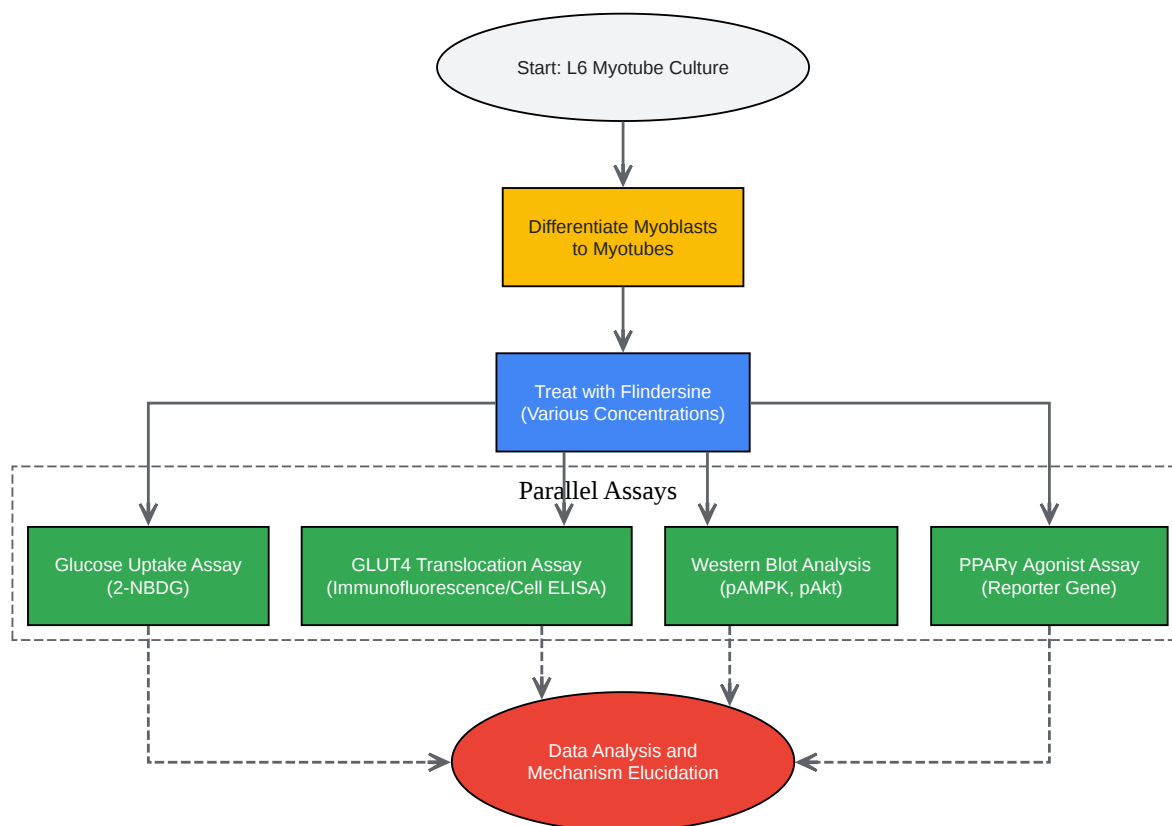 Start: L6 Myotube Culture
Differentiate Myoblasts
to Myotubes
Treat with Flindersine
(Various Concentrations)
Parallel Assays
Glucose Uptake Assay
(2-NBDG)
GLUT4 Translocation Assay
(Immunofluorescence/Cell ELISA)
Western Blot Analysis
(pAMPK, pAkt)
PPARγ Agonist Assay
(Reporter Gene)
Data Analysis and
Mechanism Elucidation